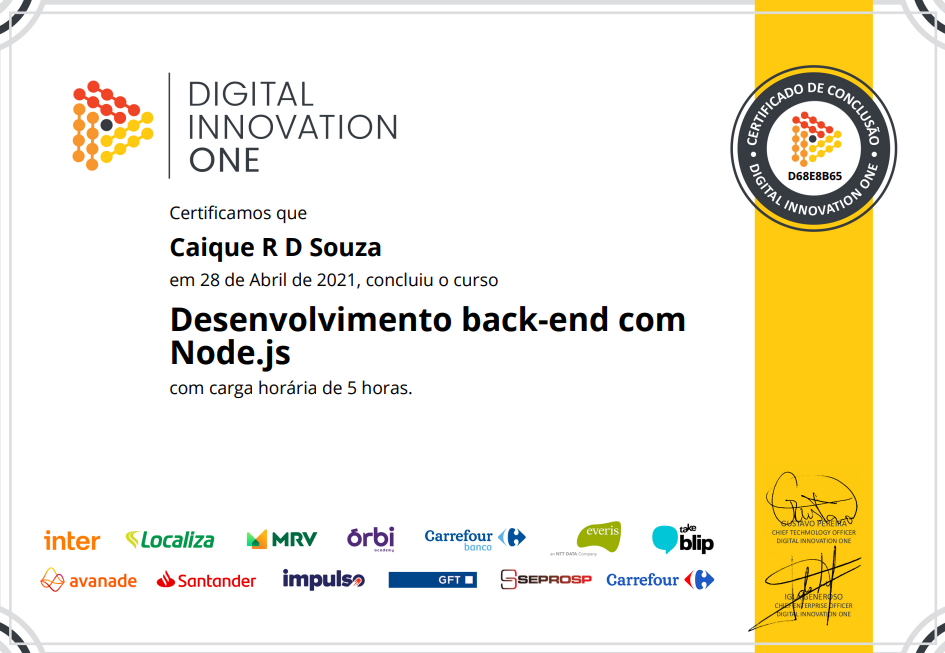 DIGITAL
INNOVATION
ONE
CERTIFICADO DE CONCLUSÃO
D68E8B65
DIGITAL INNOVATION ONE
Certificamos que
Caique R D Souza
em 28 de Abril de 2021, concluiu o curso
Desenvolvimento back-end com
Node.js
com carga horária de 5 horas.
GUSTAVO PEREIRA
CHIEF TECHNOLOGY OFFICER
DIGITAL INNOVATION ONE
inter
Localiza
MRV
órbi
academy
Carrefour
banco
everis
an NTT DATA Company
take
blip
avanade
Santander
impulso
GFT
SEPROSP
Carrefour
IGLÁ GENEROSO
CHIEF ENTERPRISE OFFICER
DIGITAL INNOVATION ONE